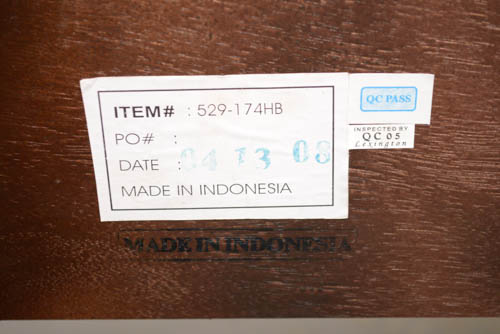 ITEM# : 529-174HB
PO# :
DATE : 04 13 08
MADE IN INDONESIA
QC PASS
INSPECTED BY
QC 05
Lexington
MADE IN INDONESIA